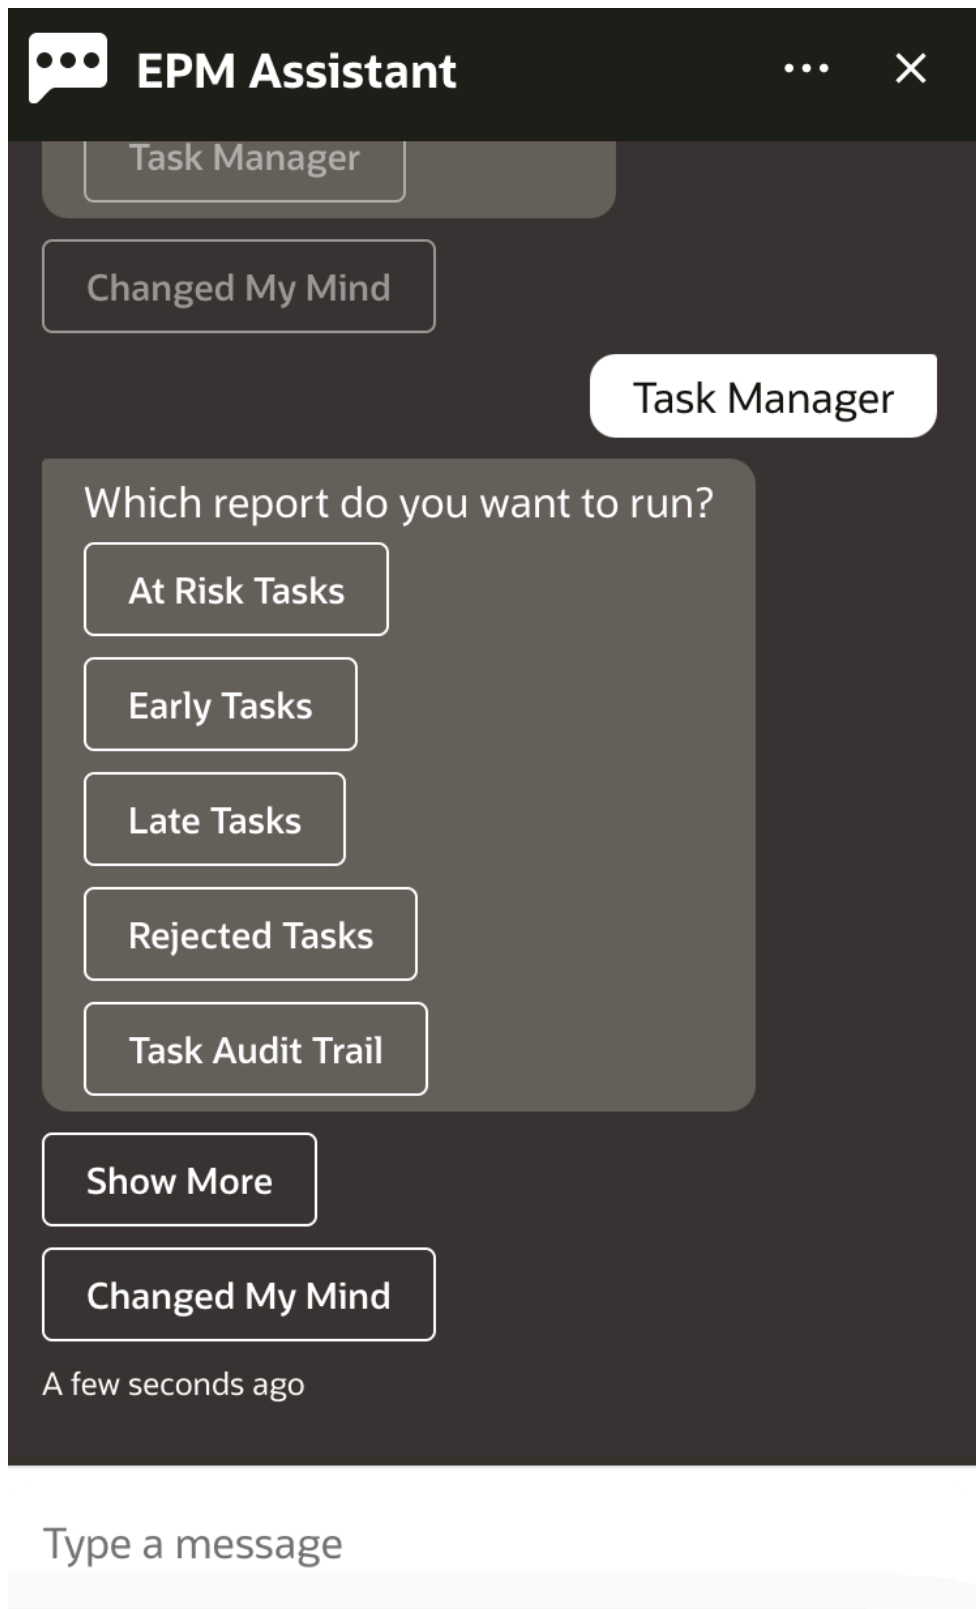 EPM Assistant
Task Manager
Changed My Mind
Task Manager
Which report do you want to run?
At Risk Tasks
Early Tasks
Late Tasks
Rejected Tasks
Task Audit Trail
Show More
Changed My Mind
A few seconds ago
Type a message